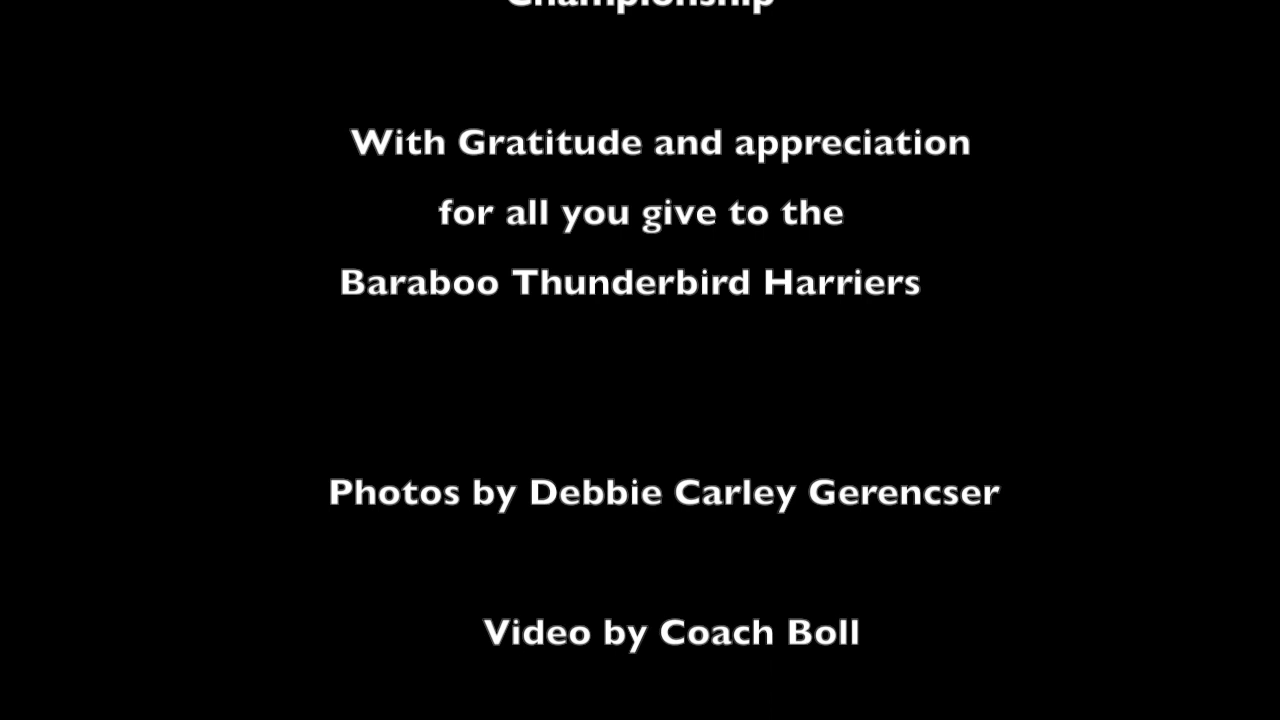 Championship
With Gratitude and appreciation
for all you give to the
Baraboo Thunderbird Harriers
Photos by Debbie Carley Gerencser
Video by Coach Boll